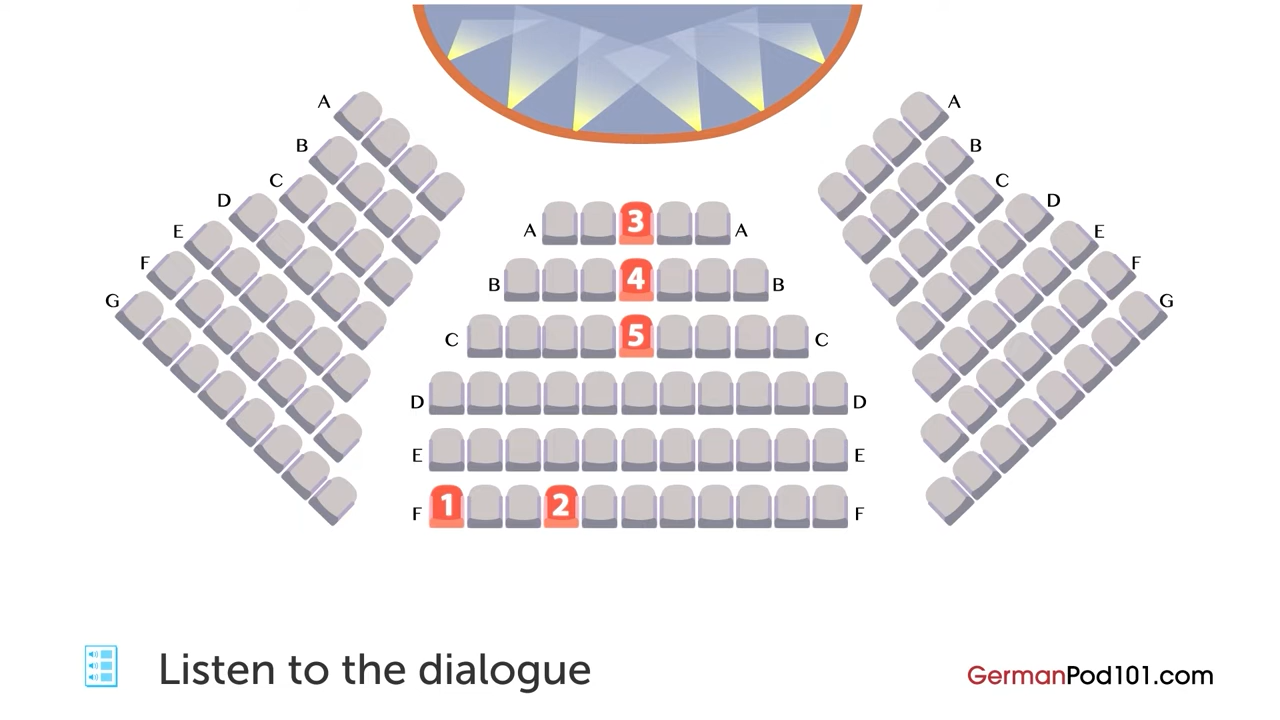 A
A
B
B
C
C
D
D
A 3 A
E
E
F
F
B 4 B
G
G
C 5 C
D D
E E
F 1 2 F
Listen to the dialogue
GermanPod101.com